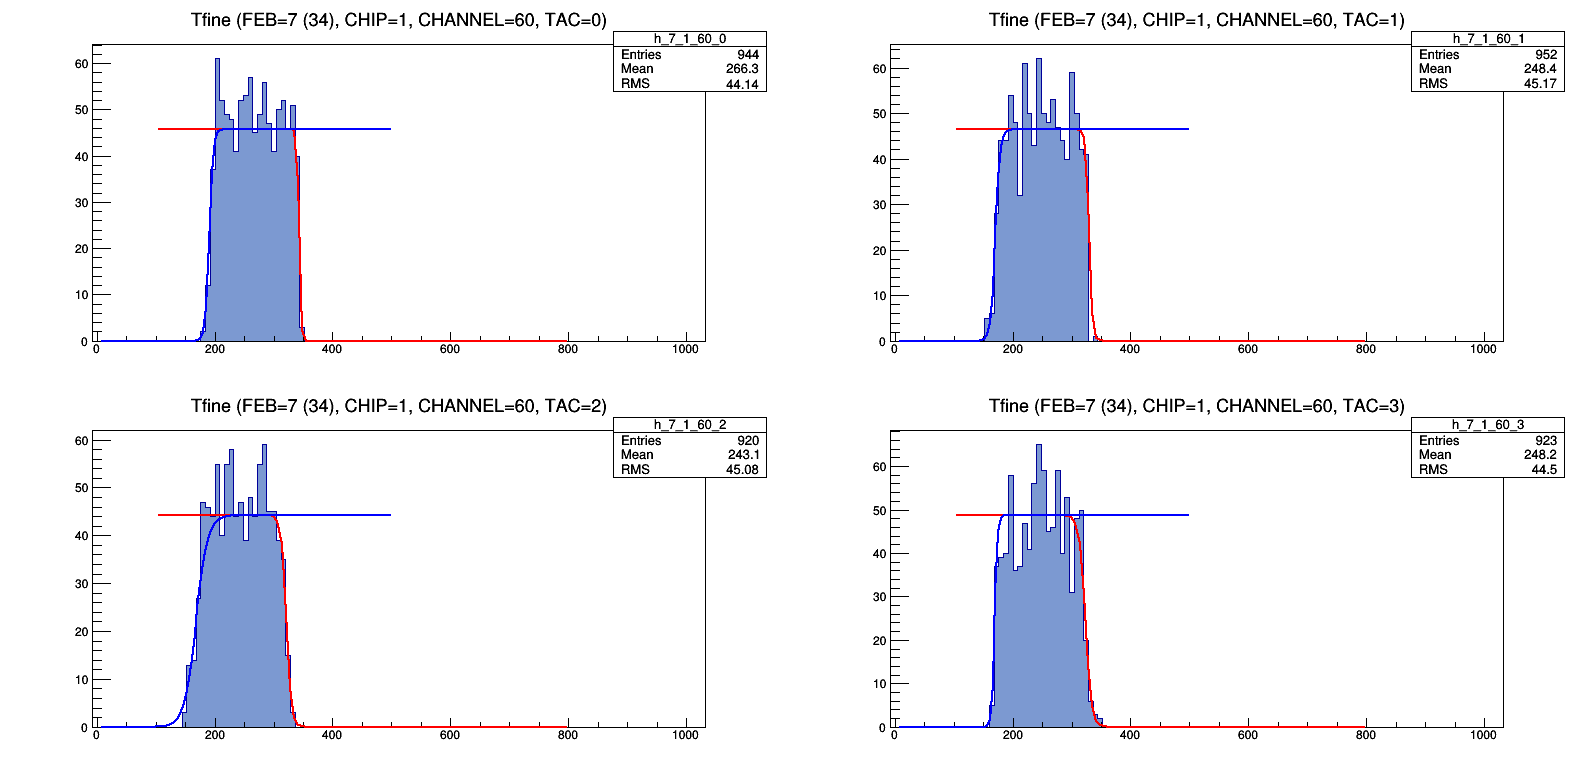 Tfine (FEB=7 (34), CHIP=1, CHANNEL=60, TAC=0)
h_7_1_60_0
Entries 944
Mean 266.3
RMS 44.14
60
50
40
30
20
10
0
0 200 400 600 800 1000
Tfine (FEB=7 (34), CHIP=1, CHANNEL=60, TAC=1)
h_7_1_60_1
Entries 952
Mean 248.4
RMS 45.17
60
50
40
30
20
10
0
0 200 400 600 800 1000
Tfine (FEB=7 (34), CHIP=1, CHANNEL=60, TAC=2)
h_7_1_60_2
Entries 920
Mean 243.1
RMS 45.08
60
50
40
30
20
10
0
0 200 400 600 800 1000
Tfine (FEB=7 (34), CHIP=1, CHANNEL=60, TAC=3)
h_7_1_60_3
Entries 923
Mean 248.2
RMS 44.5
60
50
40
30
20
10
0
0 200 400 600 800 1000